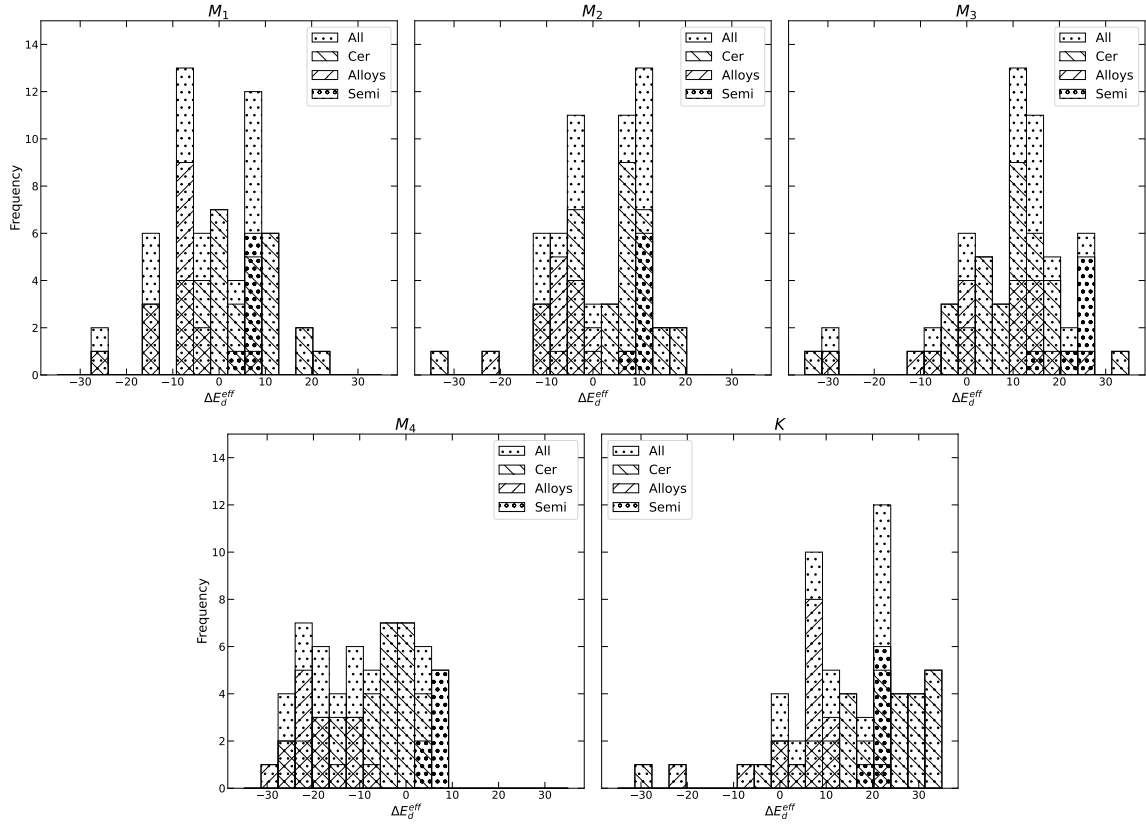 M₁ M₂ M₃
14 All All All
12 Cer Cer Cer
Alloys Alloys Alloys
Semi Semi Semi
10
8
Frequency
6
4
2
0
−30 −20 −10 0 10 20 30 −30 −20 −10 0 10 20 30 −30 −20 −10 0 10 20 30
ΔE_d^{eff} ΔE_d^{eff} ΔE_d^{eff}
M₄ K
14 All All
Cer Cer
12 Alloys Alloys
Semi Semi
10
8
Frequency
6
4
2
0
−30 −20 −10 0 10 20 30 −30 −20 −10 0 10 20 30
ΔE_d^{eff} ΔE_d^{eff}